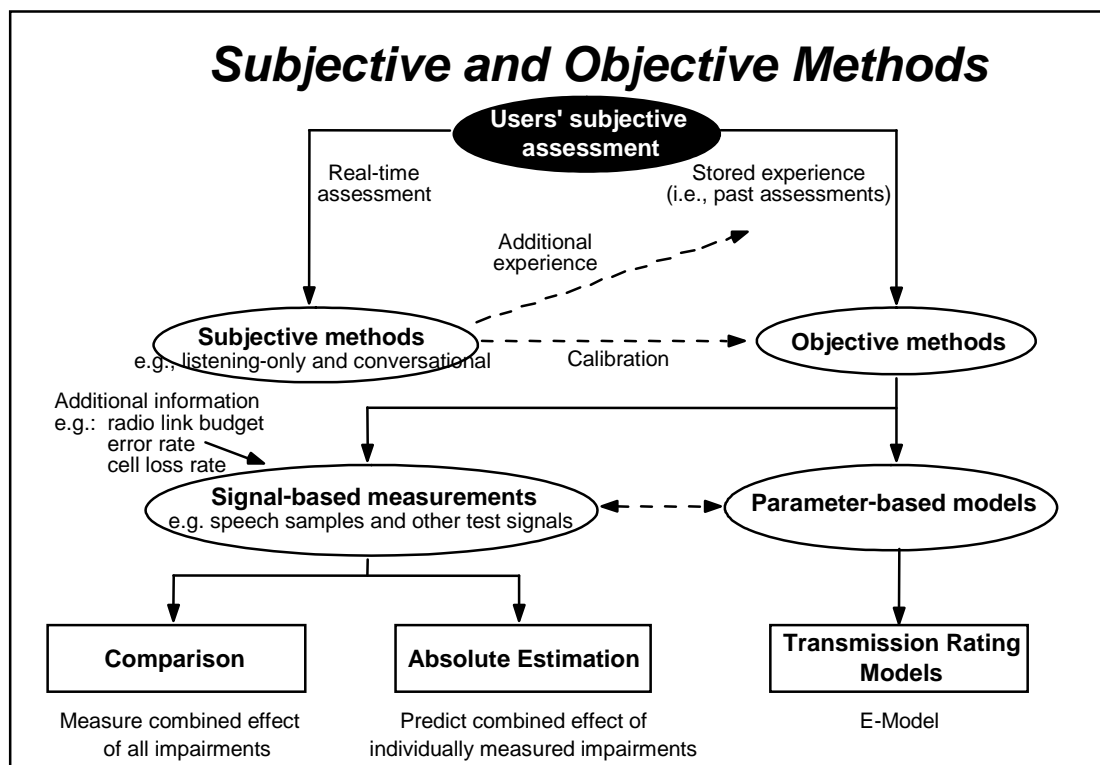 Subjective and Objective Methods
Users' subjective
assessment
Real-time
assessment
Stored experience
(i.e., past assessments)
Additional
experience
Subjective methods
e.g., listening-only and conversational
Calibration
Objective methods
Additional information
e.g.: radio link budget
error rate
cell loss rate
Signal-based measurements
e.g. speech samples and other test signals
Parameter-based models
Comparison
Absolute Estimation
Transmission Rating
Models
Measure combined effect
of all impairments
Predict combined effect of
individually measured impairments
E-Model